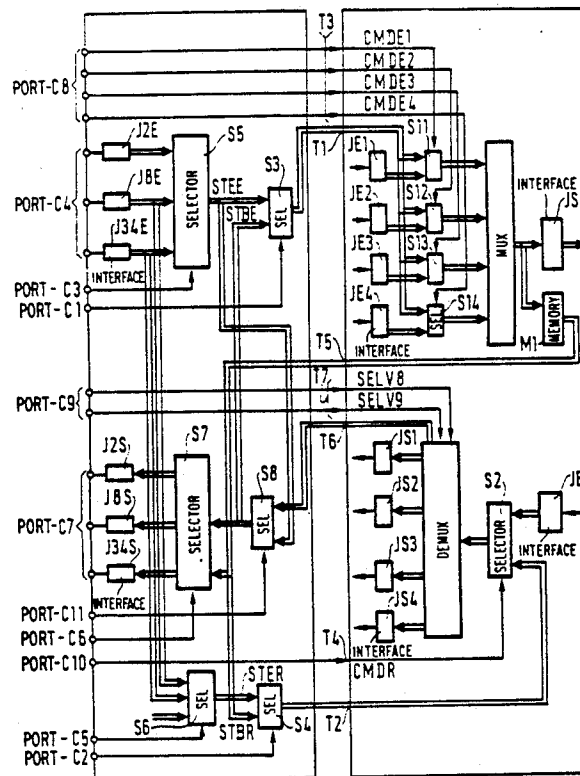 T3
CMDE1
CMDE2
CMDE3
CMDE4
PORT-C8
J2E
S5
S11
T1
JE1
S3
J8E
SELECTOR
STEE
STBE
SEL
PORT-C4
JE2
S12
MUX
INTERFACE
JS
J34E
JE3
S13
INTERFACE
PORT-C3
PORT-C1
JE4
SEL
S14
INTERFACE
MEMORY
M1
T5
T7
SELV8
PORT-C9
u
SELV9
T6
J2S
S7
JS1
S8
S2
J8S
SELECTOR
SEL
JS2
DEMUX
SELECTOR
JE
PORT-C7
J34S
JS3
INTERFACE
INTERFACE
JS4
PORT-C11
PORT-C6
T4
INTERFACE
PORT-C10
CMDR
STER
SEL
SEL
S6
STBR
S4
T2
PORT-C5
PORT-C2